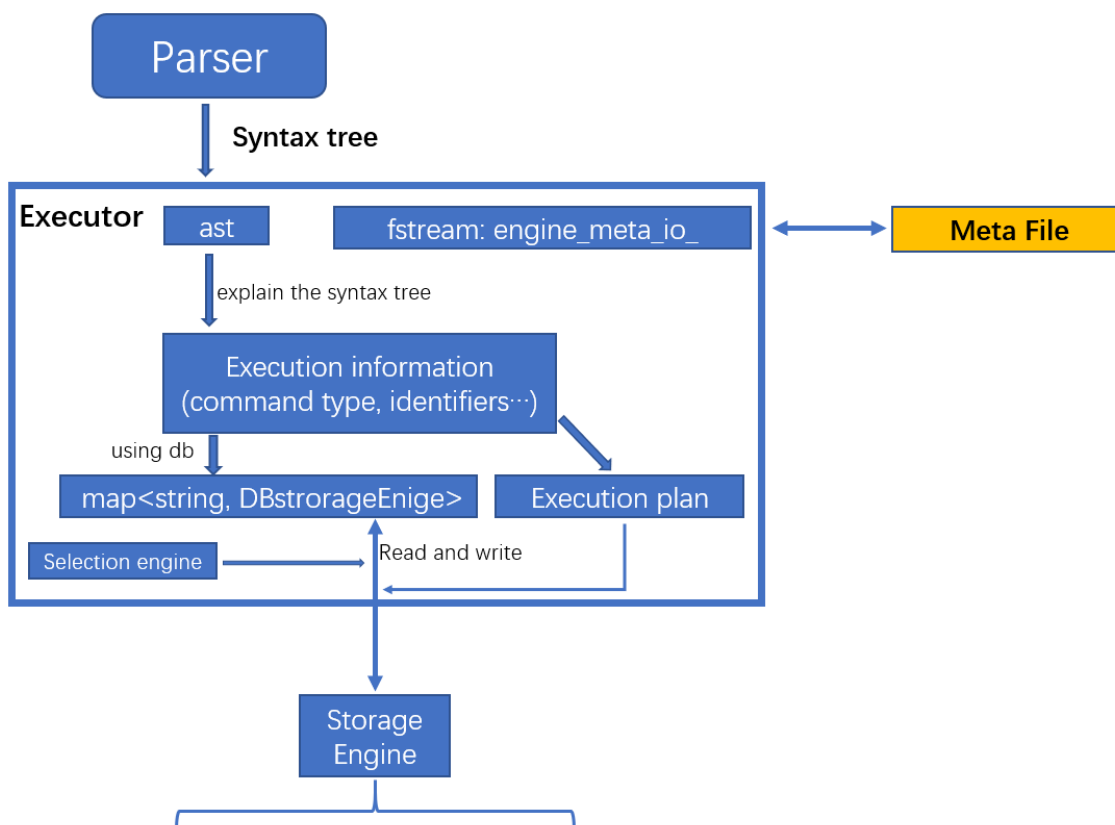 Parser
Syntax tree
Executor
ast
fstream: engine_meta_io_
Meta File
explain the syntax tree
Execution information
(command type, identifiers···)
using db
map<string, DBstrorageEnige>
Execution plan
Selection engine
Read and write
Storage
Engine